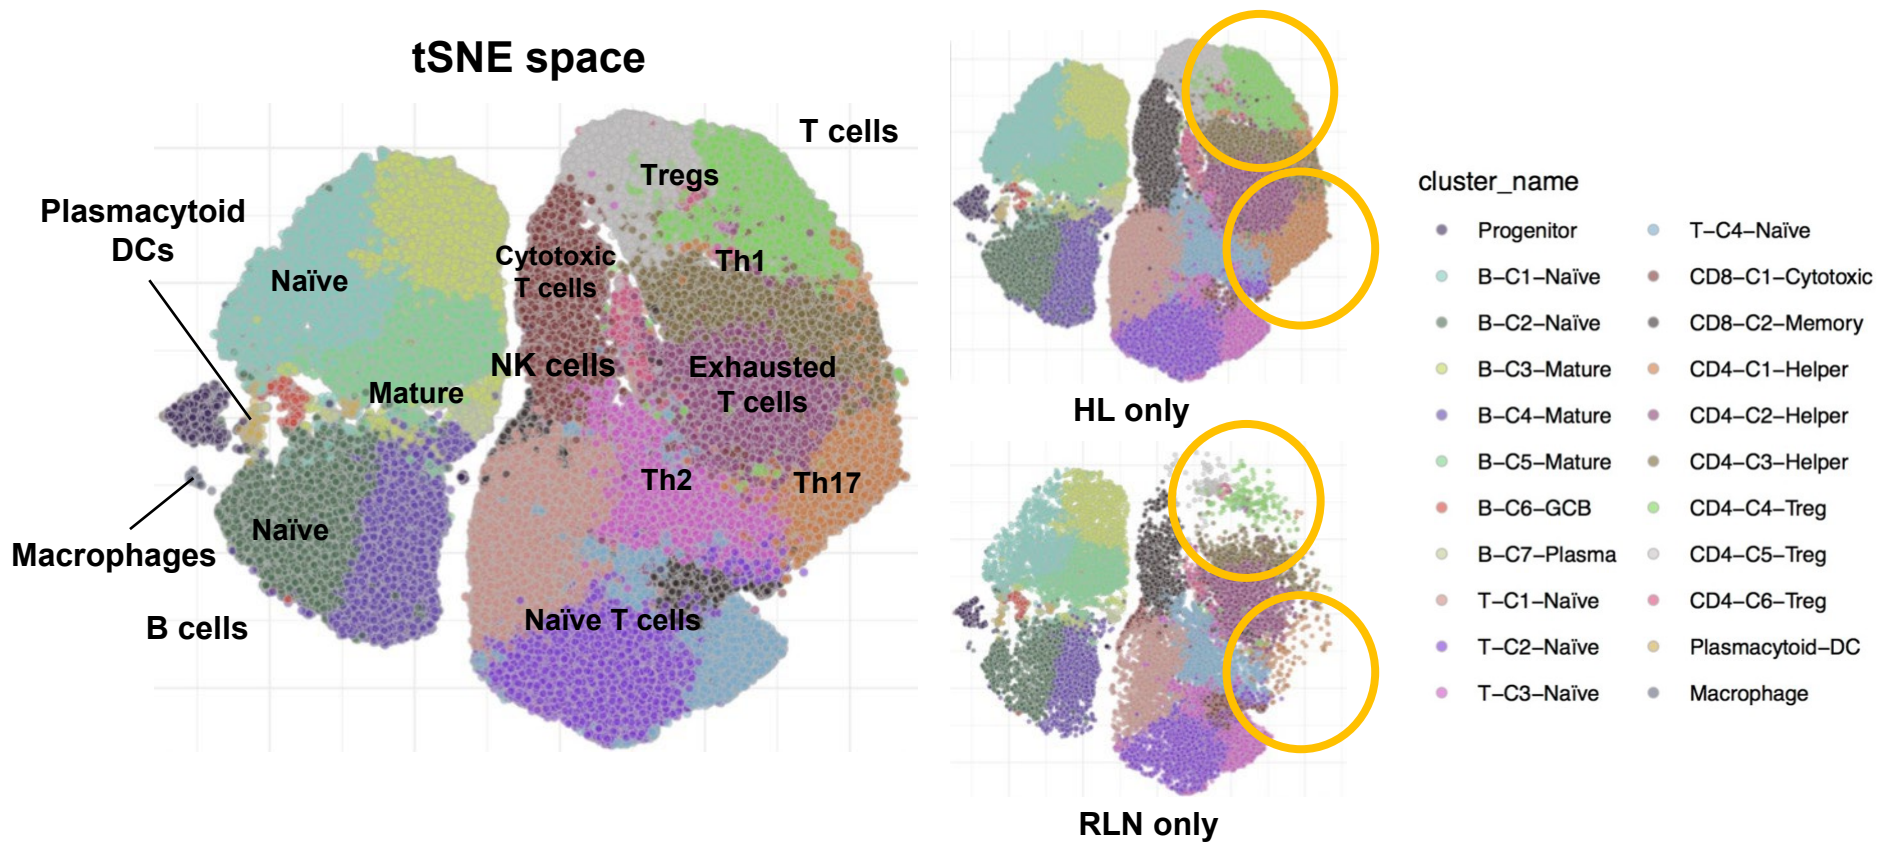 tSNE space
T cells
Tregs
Plasmacytoid
DCs
Naïve
Cytotoxic
T cells
Th1
NK cells
Exhausted
T cells
Mature
Th2
Th17
Naïve
Macrophages
Naïve T cells
B cells
HL only
RLN only
cluster_name
Progenitor
B–C1–Naïve
B–C2–Naïve
B–C3–Mature
B–C4–Mature
B–C5–Mature
B–C6–GCB
B–C7–Plasma
T–C1–Naïve
T–C2–Naïve
T–C3–Naïve
T–C4–Naïve
CD8–C1–Cytotoxic
CD8–C2–Memory
CD4–C1–Helper
CD4–C2–Helper
CD4–C3–Helper
CD4–C4–Treg
CD4–C5–Treg
CD4–C6–Treg
Plasmacytoid–DC
Macrophage